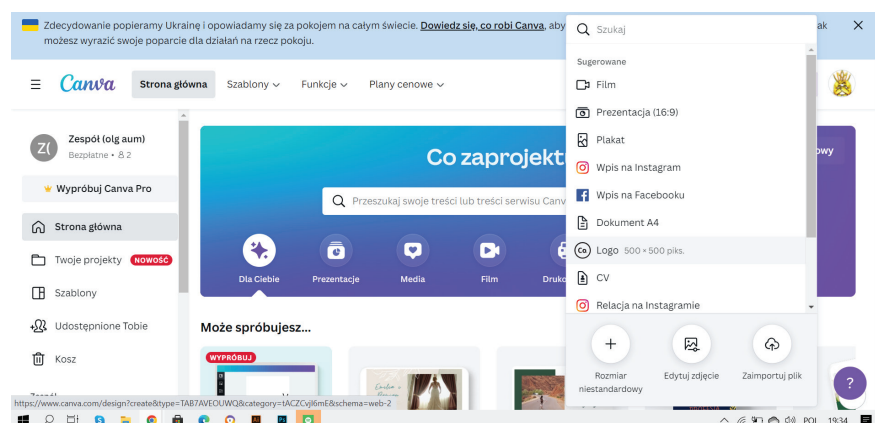 Zdecydowanie popieramy Ukrainę i opowiadamy się za pokojem na całym świecie. Dowiedz się, co robi Canva, aby
ak
możesz wyrazić swoje poparcie dla działań na rzecz pokoju.
Canva
Strona główna
Szablony
Funkcje
Plany cenowe
Z(
Zespół (olg aum)
Bezpłatne • 2
Wypróbuj Canva Pro
Strona główna
Twoje projekty NOWOŚĆ
Szablony
Udostępnione Tobie
Kosz
Co zaprojekt
owy
Przeszukaj swoje treści lub treści serwisu Canv
Dla Ciebie
Prezentacje
Media
Film
Druko
Może spróbujesz...
WYPRÓBUJ
Szukaj
Sugerowane
Film
Prezentacja (16:9)
Plakat
Wpis na Instagram
Wpis na Facebooku
Dokument A4
Co
Logo 500 × 500 piks.
CV
Relacja na Instagramie
Rozmiar
niestandardowy
Edytuj zdjęcie
Zaimportuj plik
?
https://www.canva.com/design?create&type=TAB7AVEOUWQ&category=tACZCvjI6mE&schema=web-2
POL
19:34